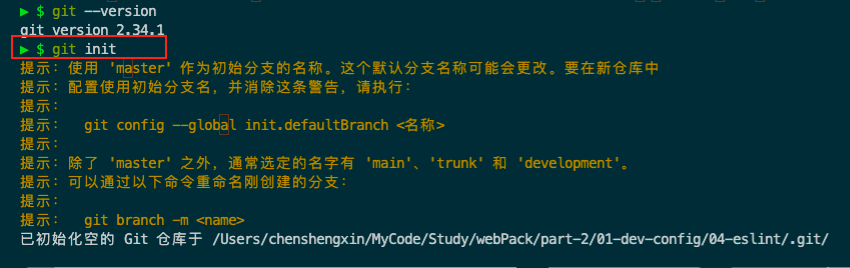 ▶ $ git --version
git version 2.34.1
▶ $ git init
提示：使用 'master' 作为初始分支的名称。这个默认分支名称可能会更改。要在新仓库中
提示：配置使用初始分支名，并消除这条警告，请执行：
提示：
提示：  git config --global init.defaultBranch <名称>
提示：
提示：除了 'master' 之外，通常选定的名字有 'main'、'trunk' 和 'development'。
提示：可以通过以下命令重命名刚创建的分支：
提示：
提示：  git branch -m <name>
已初始化空的 Git 仓库于 /Users/chenshengxin/MyCode/Study/webPack/part-2/01-dev-config/04-eslint/.git/